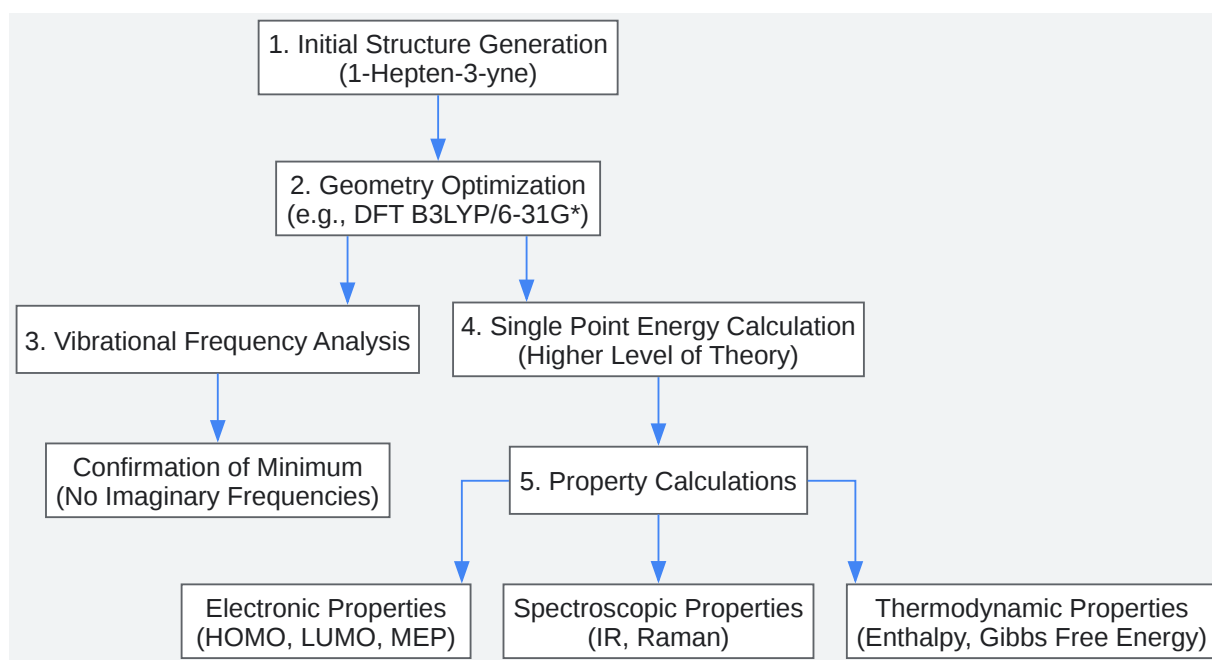 1. Initial Structure Generation
(1-Hepten-3-yne)
2. Geometry Optimization
(e.g., DFT B3LYP/6-31G*)
3. Vibrational Frequency Analysis
4. Single Point Energy Calculation
(Higher Level of Theory)
Confirmation of Minimum
(No Imaginary Frequencies)
5. Property Calculations
Electronic Properties
(HOMO, LUMO, MEP)
Spectroscopic Properties
(IR, Raman)
Thermodynamic Properties
(Enthalpy, Gibbs Free Energy)